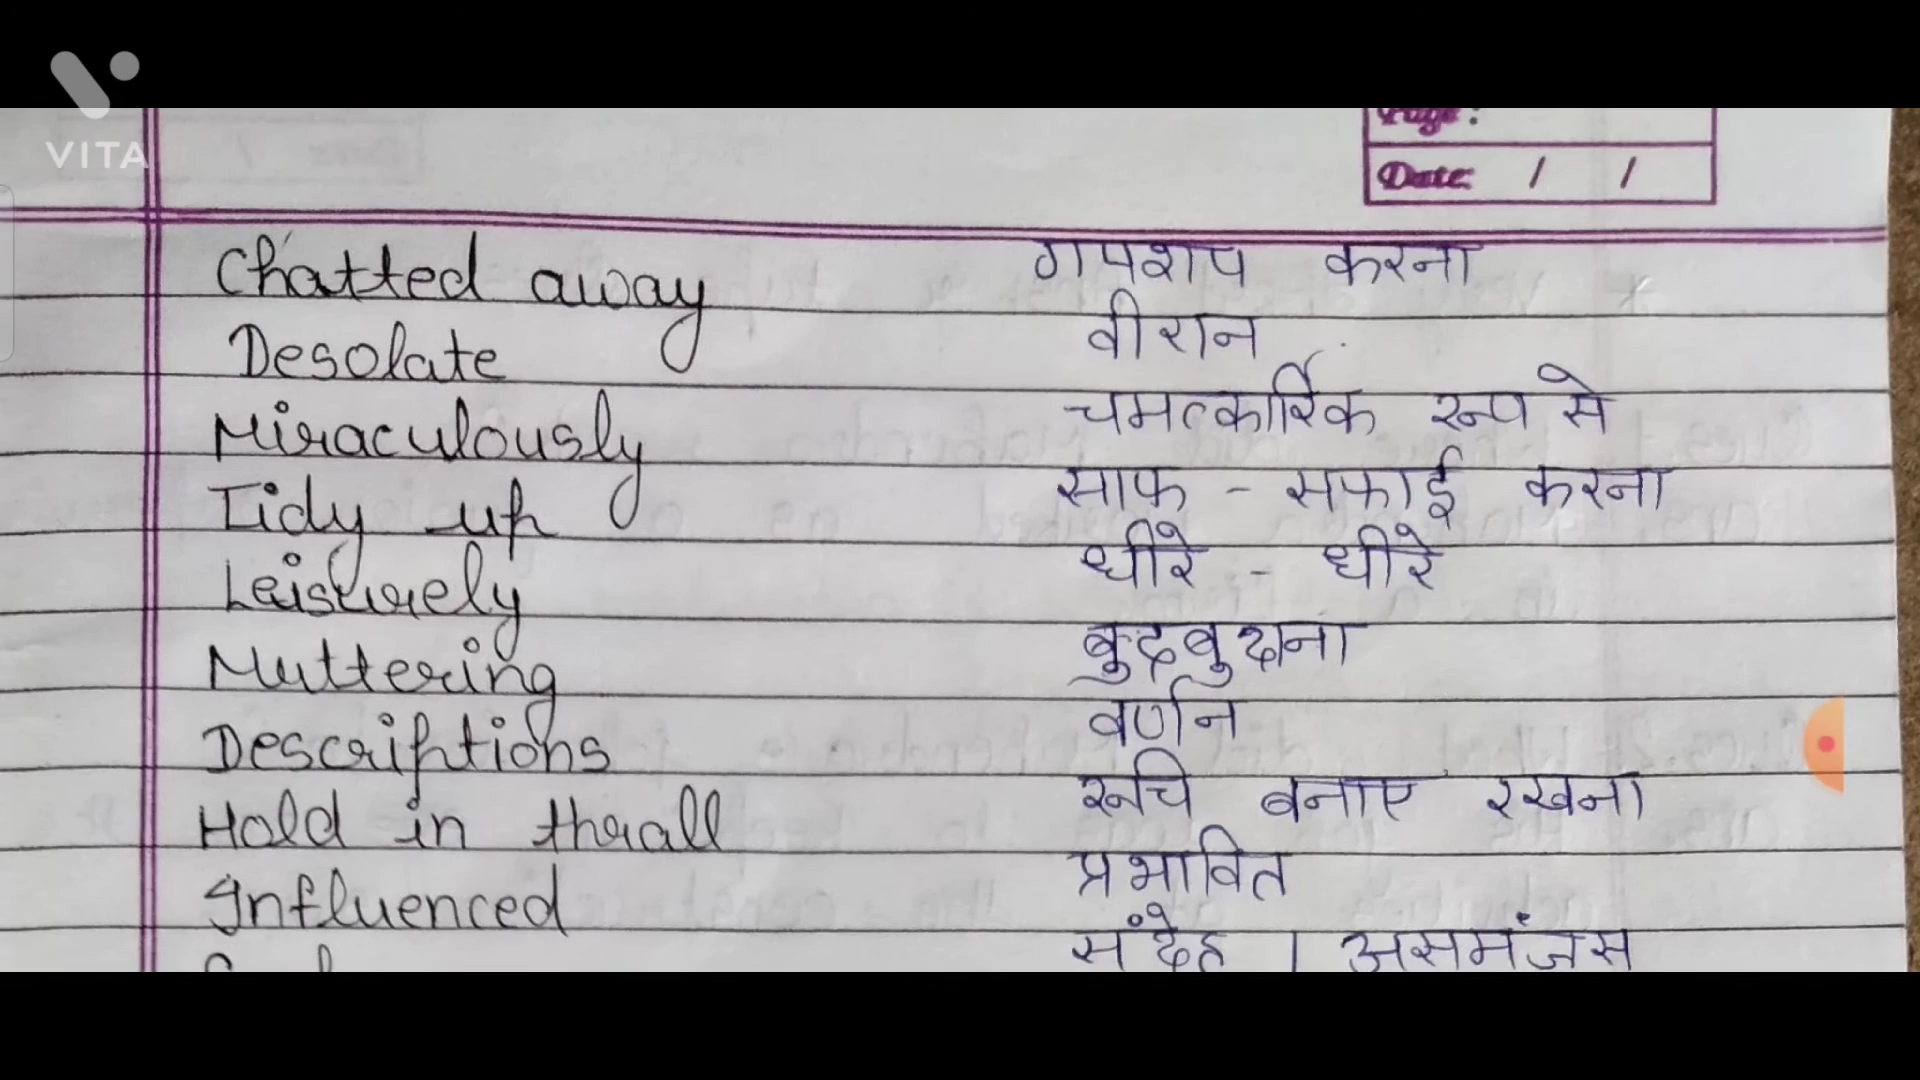 VITA
Page:
Date: / /
Chatted away गपशप करना
Desolate वीरान
Miraculously चमत्कारिक रूप से
Tidy up साफ - सफाई करना
Leisurely धीरे - धीरे
Muttering बुदबुदाना
Descriptions वर्णन
Hold in thrall रूचि बनाए रखना
Influenced प्रभावित
संदेह । असमंजस